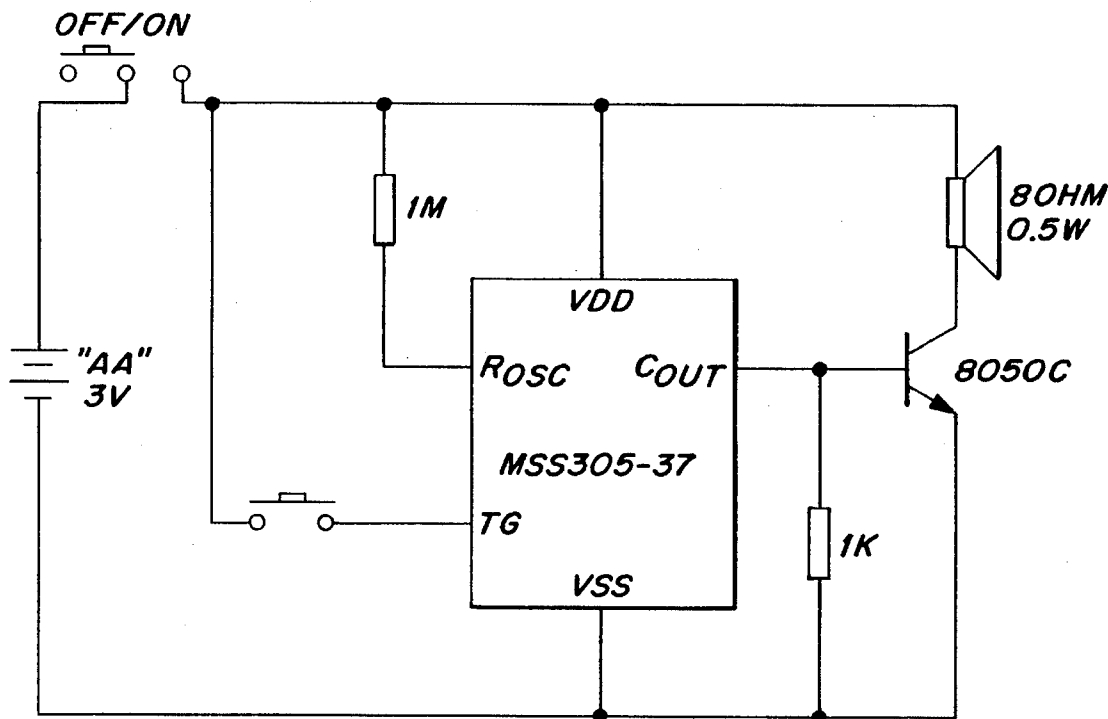 OFF/ON
1M
8OHM
0.5W
VDD
"AA"
3V
ROSC
COUT
8050C
MSS305-37
TG
1K
VSS